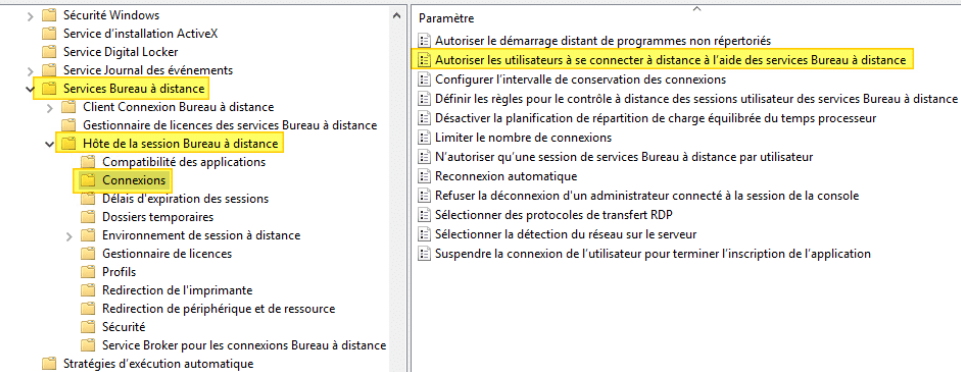 Sécurité Windows
Service d'installation ActiveX
Service Digital Locker
Service Journal des événements
Services Bureau à distance
Client Connexion Bureau à distance
Gestionnaire de licences des services Bureau à distance
Hôte de la session Bureau à distance
Compatibilité des applications
Connexions
Délais d'expiration des sessions
Dossiers temporaires
Environnement de session à distance
Gestionnaire de licences
Profils
Redirection de l'imprimante
Redirection de périphérique et de ressource
Sécurité
Service Broker pour les connexions Bureau à distance
Stratégies d'exécution automatique
Paramètre
Autoriser le démarrage distant de programmes non répertoriés
Autoriser les utilisateurs à se connecter à distance à l'aide des services Bureau à distance
Configurer l'intervalle de conservation des connexions
Définir les règles pour le contrôle à distance des sessions utilisateur des services Bureau à distance
Désactiver la planification de répartition de charge équilibrée du temps processeur
Limiter le nombre de connexions
N'autoriser qu'une session de services Bureau à distance par utilisateur
Reconnexion automatique
Refuser la déconnexion d'un administrateur connecté à la session de la console
Sélectionner des protocoles de transfert RDP
Sélectionner la détection du réseau sur le serveur
Suspendre la connexion de l'utilisateur pour terminer l'inscription de l'application